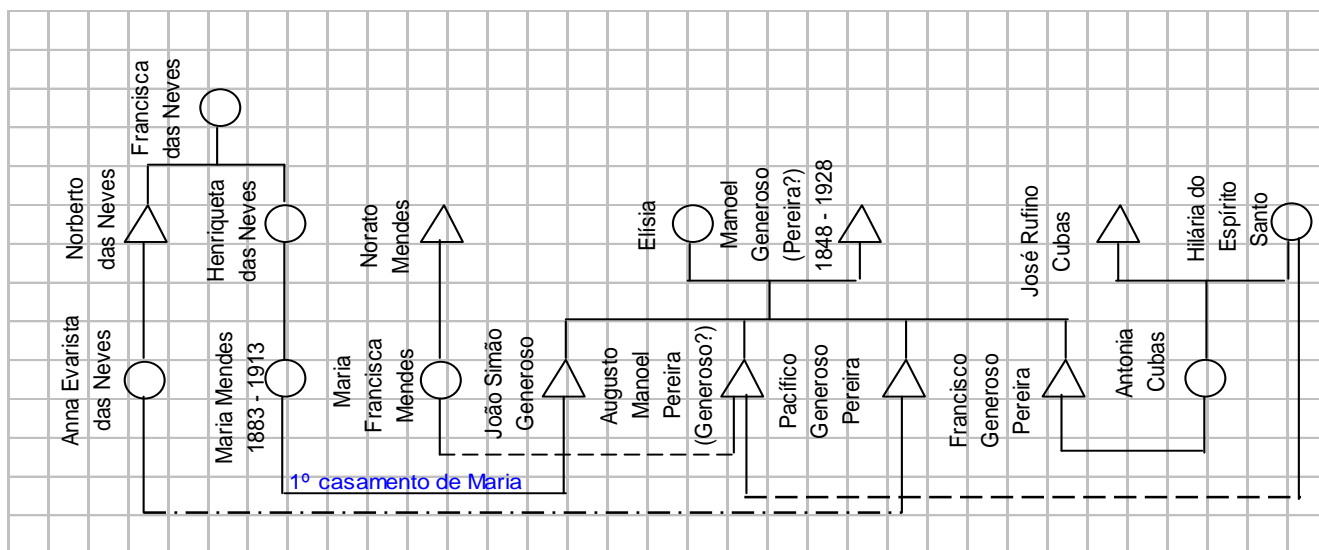 Francisca
das Neves
Norberto
das Neves
Henriqueta
das Neves
Norato
Mendes
Elísia
Manoel
Generoso
(Pereira?)
1848 - 1928
José Rufino
Cubas
Hilária do
Espírito
Santo
Anna Evarista
das Neves
Maria Mendes
1883 - 1913
Maria
Francisca
Mendes
João Simão
Generoso
Augusto
Manoel
Pereira
(Generoso?)
Pacífico
Generoso
Pereira
Francisco
Generoso
Pereira
Antonia
Cubas
1º casamento de Maria